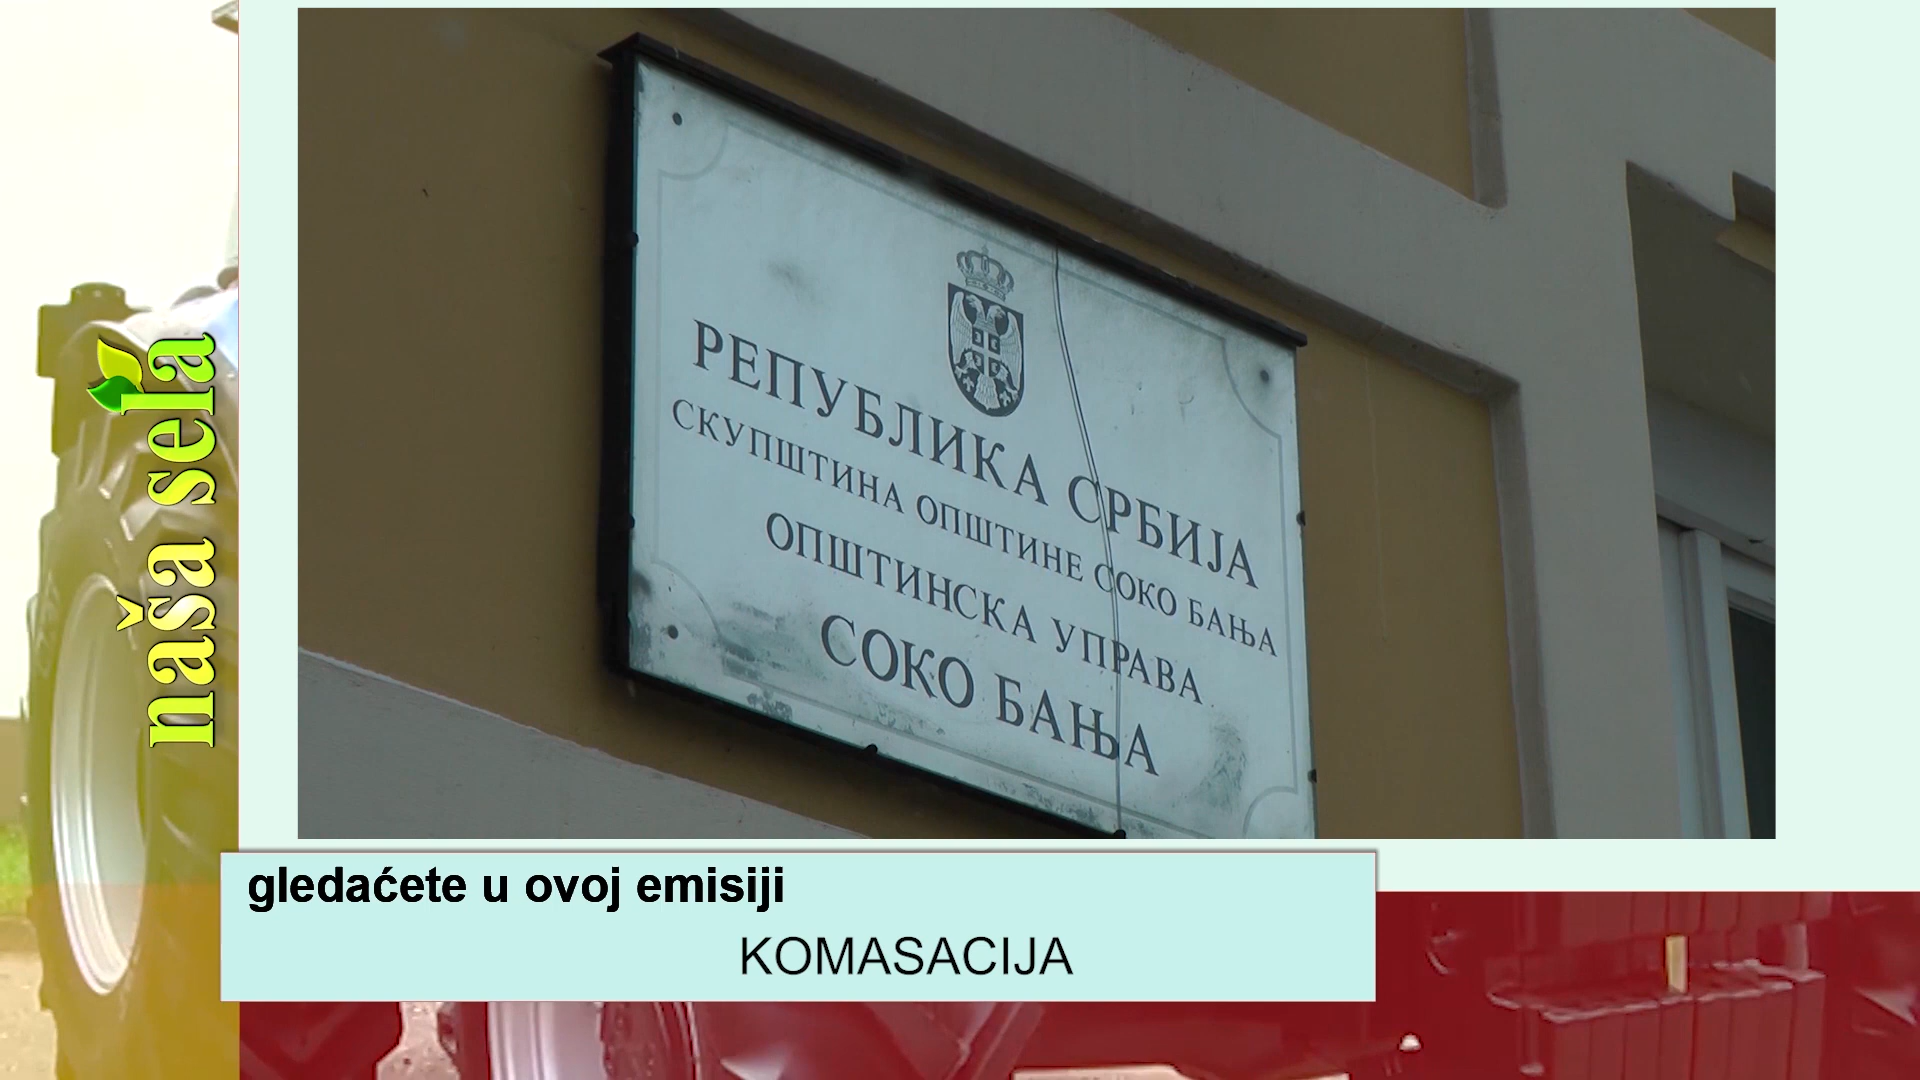 naša sela
РЕПУБЛИКА СРБИЈА
СКУПШТИНА ОПШТИНЕ СОКО БАЊА
ОПШТИНСКА УПРАВА
СОКО БАЊА
gledaćete u ovoj emisiji
KOMASACIJA